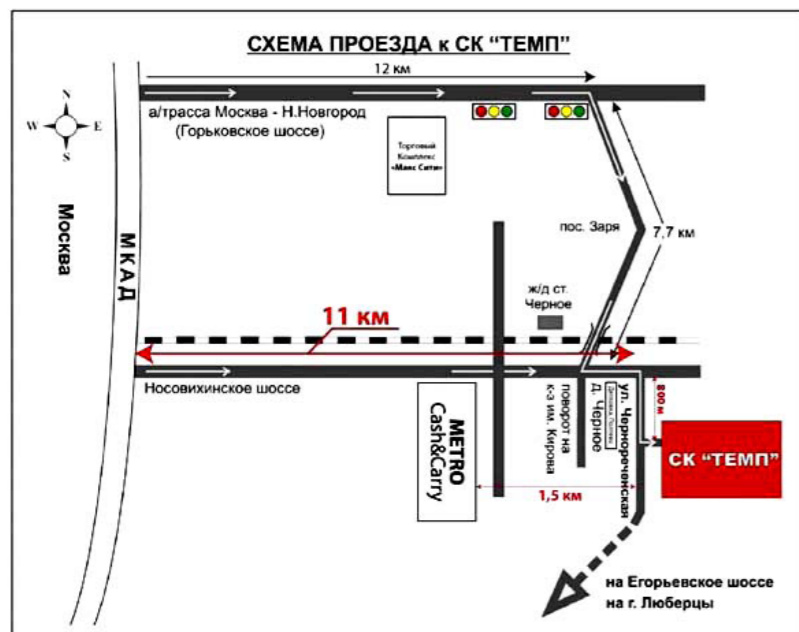 СХЕМА ПРОЕЗДА к СК “ТЕМП”
12 км
N
W
E
S
а/трасса Москва - Н.Новгород
(Горьковское шоссе)
Торговый
Комплекс
«Макс Сити»
Москва
МКАД
пос. Заря
7,7 км
ж/д ст.
Черное
11 км
Носовихинское шоссе
METRO
Cash&Carry
поворот на
к-з им. Кирова
д. Черное
ул. Чернореченская
800 м
СК “ТЕМП”
1,5 км
на Егорьевское шоссе
на г. Люберцы